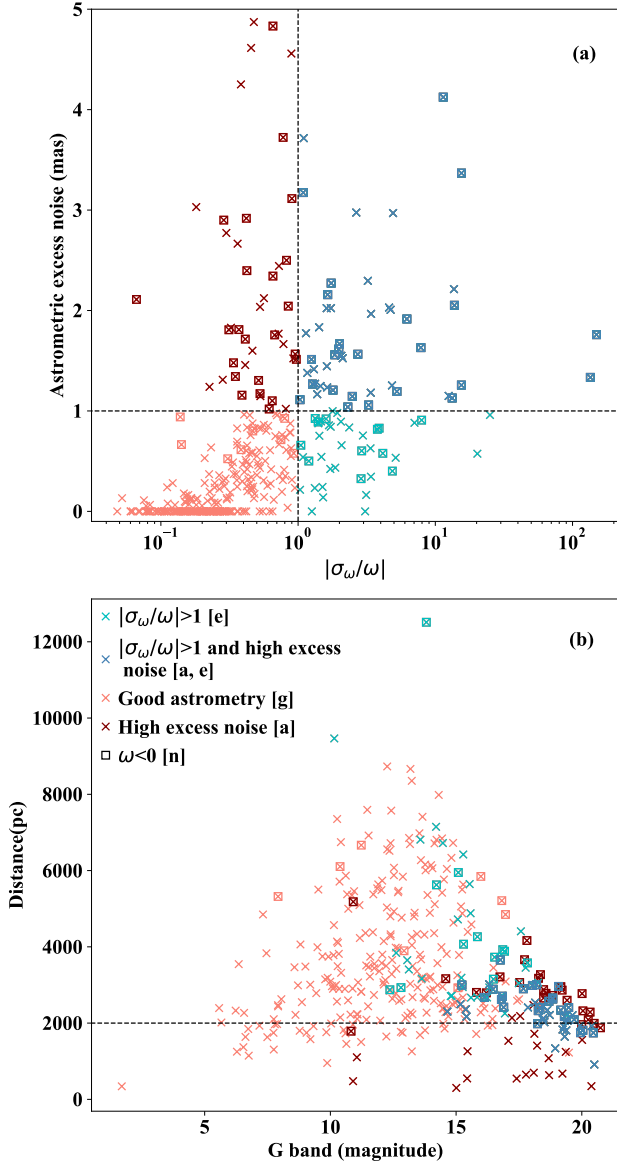 5
(a)
4
3
2
1
0
Astrometric excess noise (mas)
10⁻¹ 10⁰ 10¹ 10²
|σ_ω/ω|
|σ_ω/ω|>1 [e]
(b)
|σ_ω/ω|>1 and high excess
noise [a, e]
Good astrometry [g]
High excess noise [a]
ω<0 [n]
12000
10000
8000
6000
4000
2000
0
Distance(pc)
5 10 15 20
G band (magnitude)